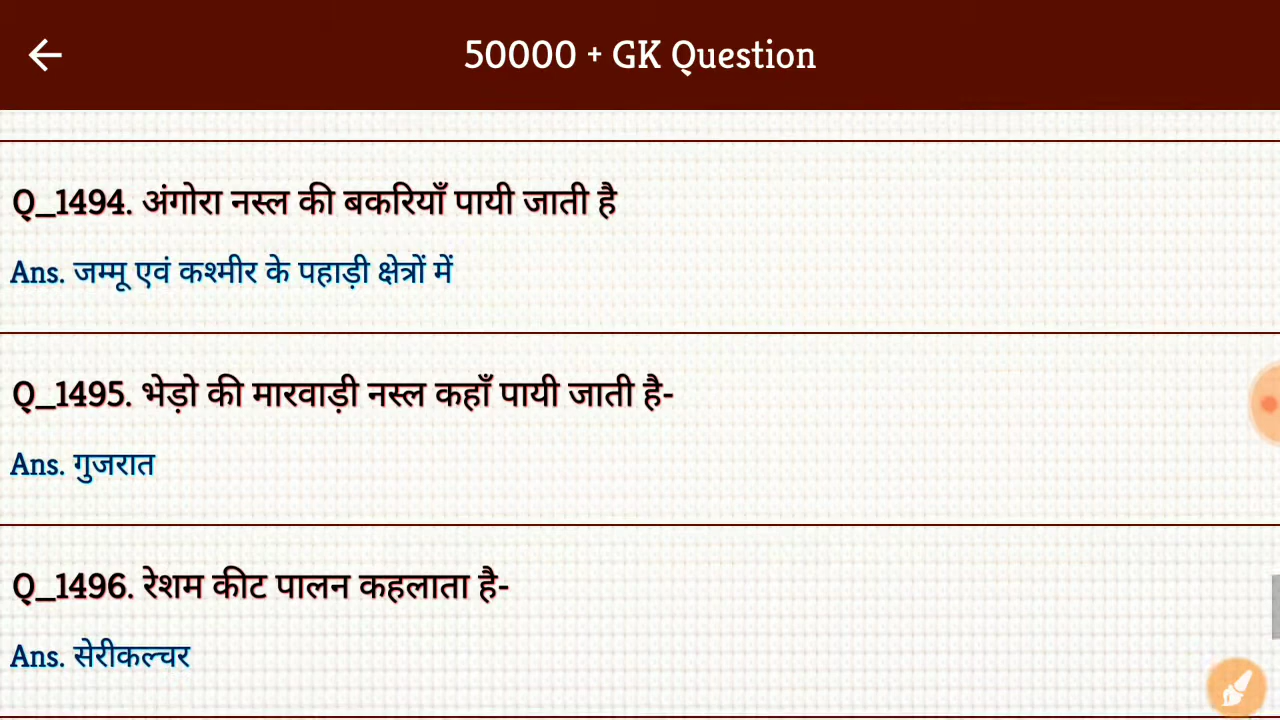 50000 + GK Question
Q_1494. अंगोरा नस्ल की बकरियाँ पायी जाती है
Ans. जम्मू एवं कश्मीर के पहाड़ी क्षेत्रों में
Q_1495. भेड़ो की मारवाड़ी नस्ल कहाँ पायी जाती है-
Ans. गुजरात
Q_1496. रेशम कीट पालन कहलाता है-
Ans. सेरीकल्चर